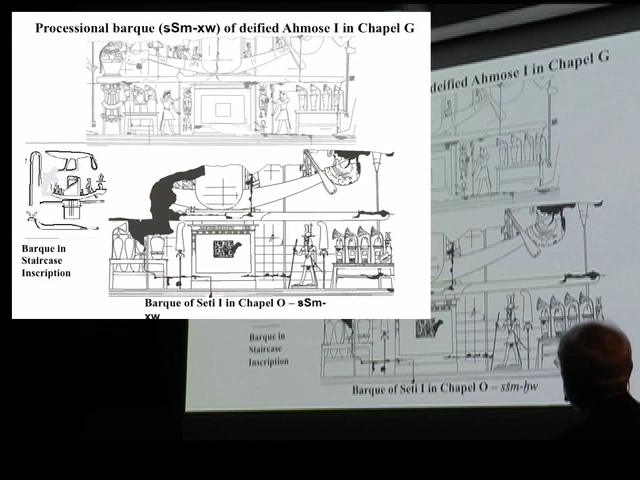 Processional barque (sSm-xw) of deified Ahmose I in Chapel G
Barque in
Staircase
Inscription
Barque of Seti I in Chapel O – sSm-
xw
deified Ahmose I in Chapel G
Barque in
Staircase
Inscription
Barque of Seti I in Chapel O – sšm-ḫw